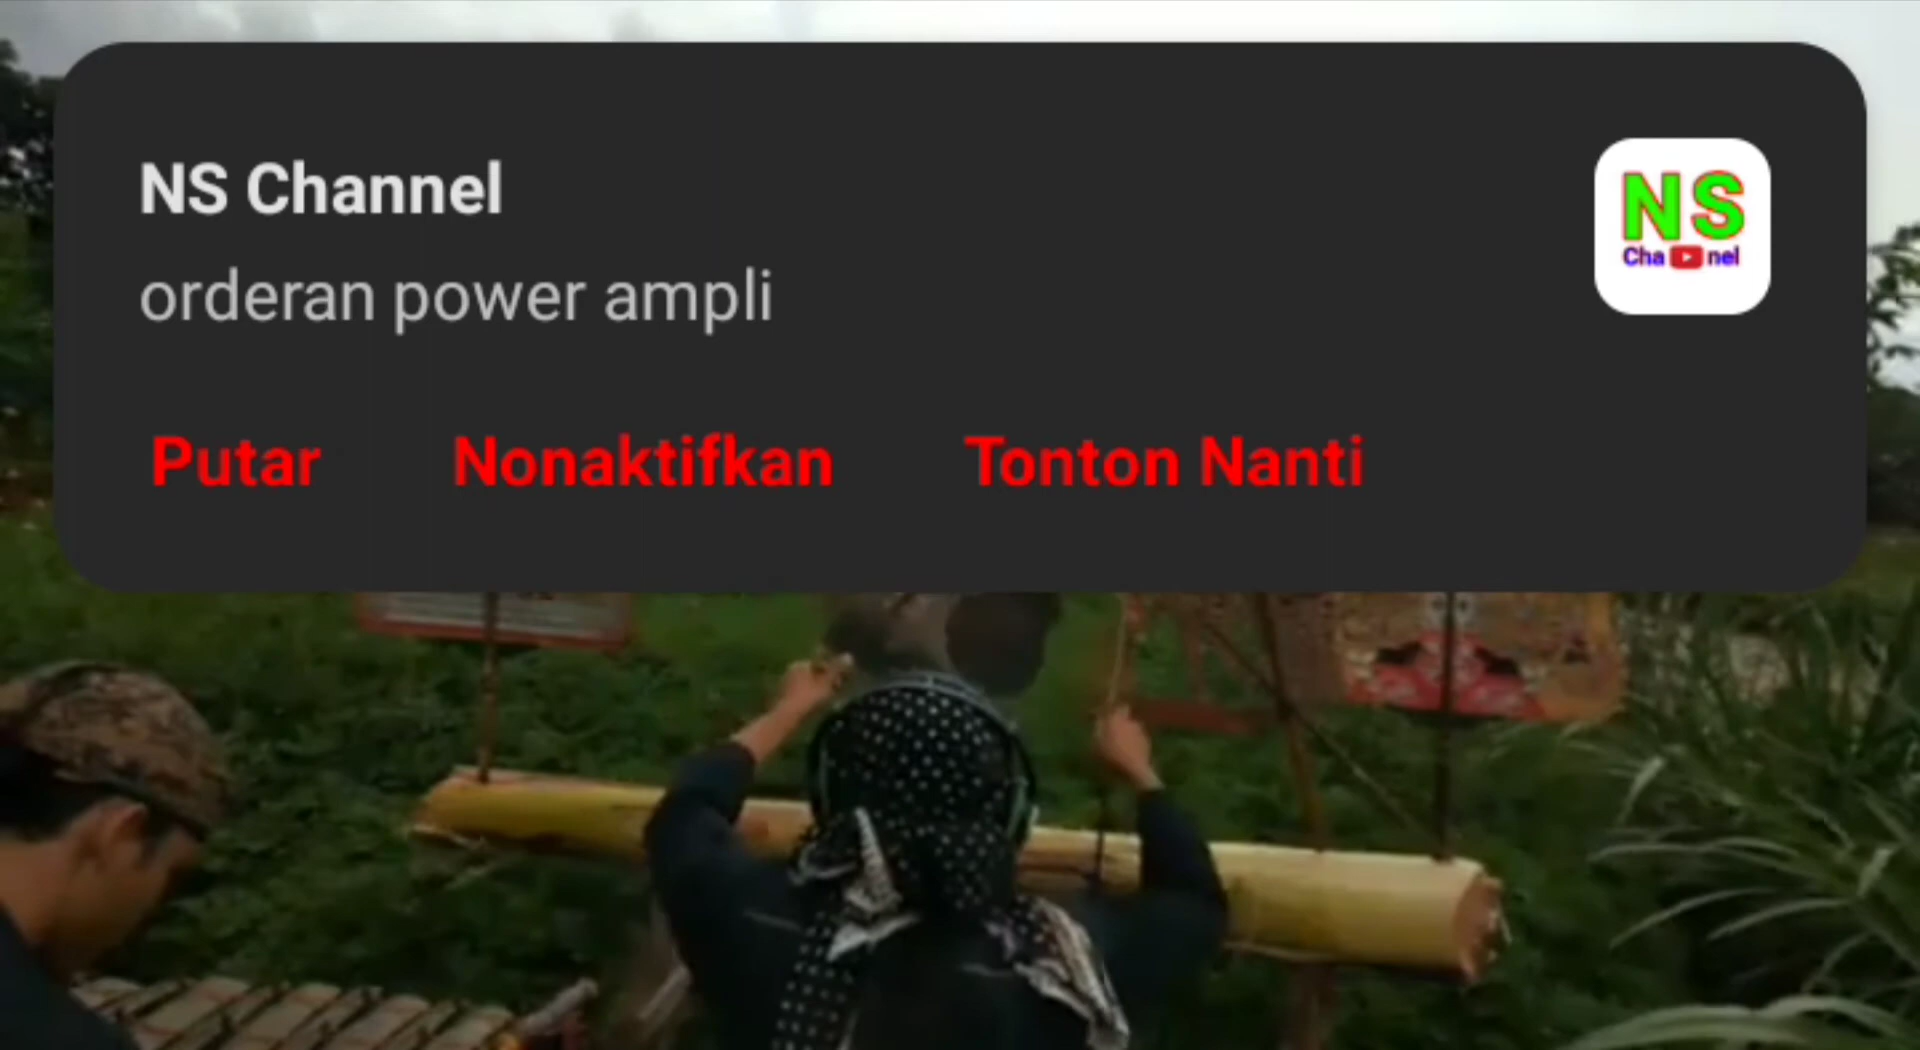 NS Channel
orderan power ampli
NS
Cha nel
Putar Nonaktifkan Tonton Nanti